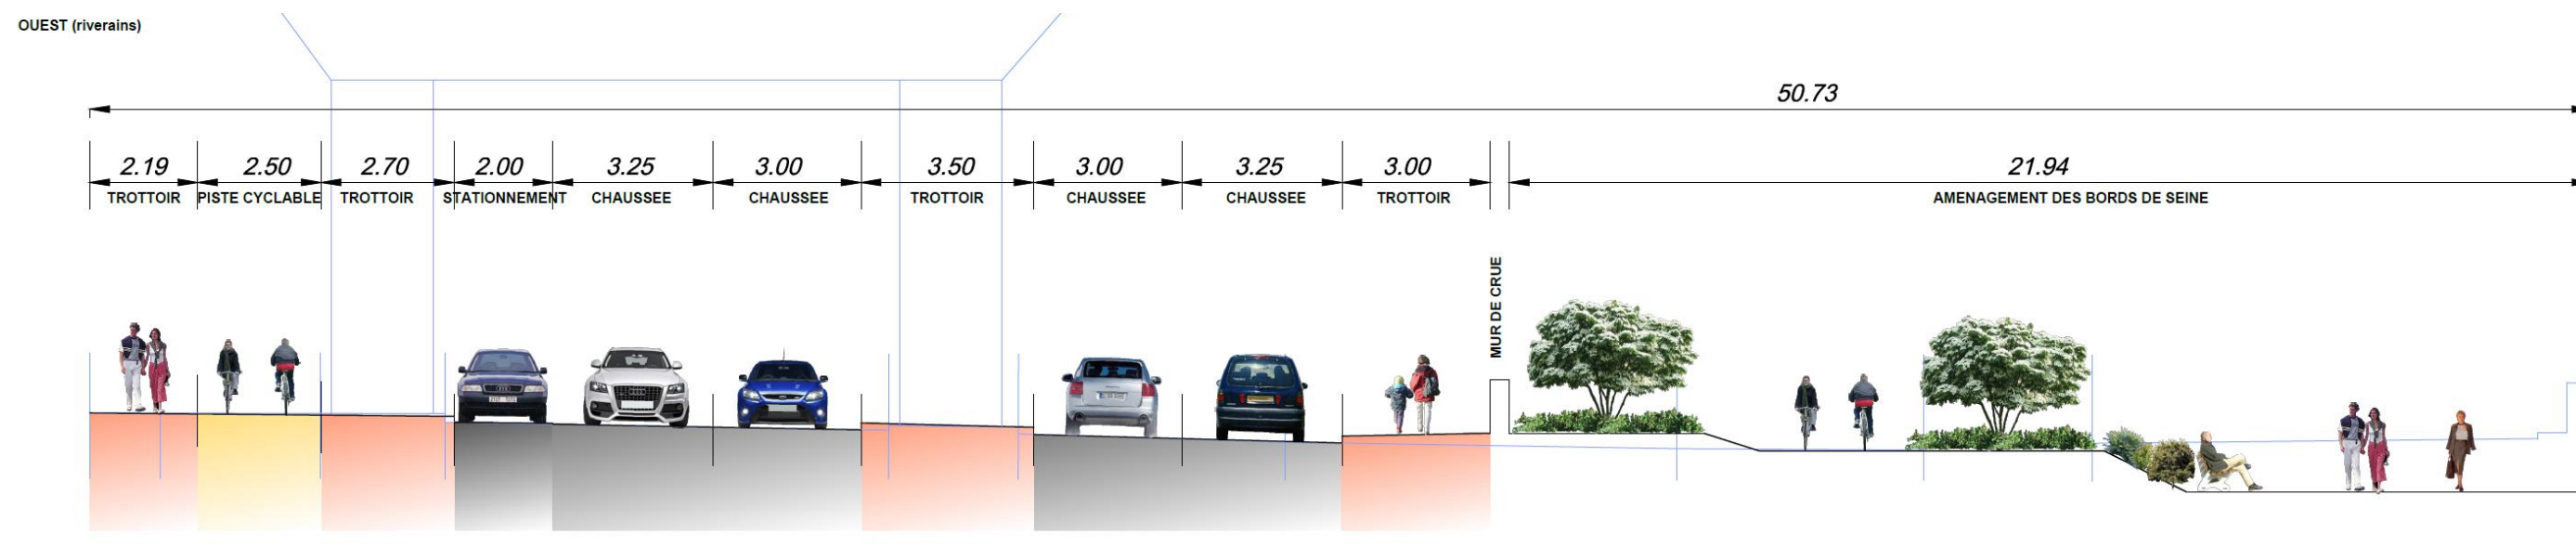 OUEST (riverains)
50.73
2.19 2.50 2.70 2.00 3.25 3.00 3.50 3.00 3.25 3.00 21.94
TROTTOIR PISTE CYCLABLE TROTTOIR STATIONNEMENT CHAUSSEE CHAUSSEE TROTTOIR CHAUSSEE CHAUSSEE TROTTOIR AMENAGEMENT DES BORDS DE SEINE
MUR DE CRUE